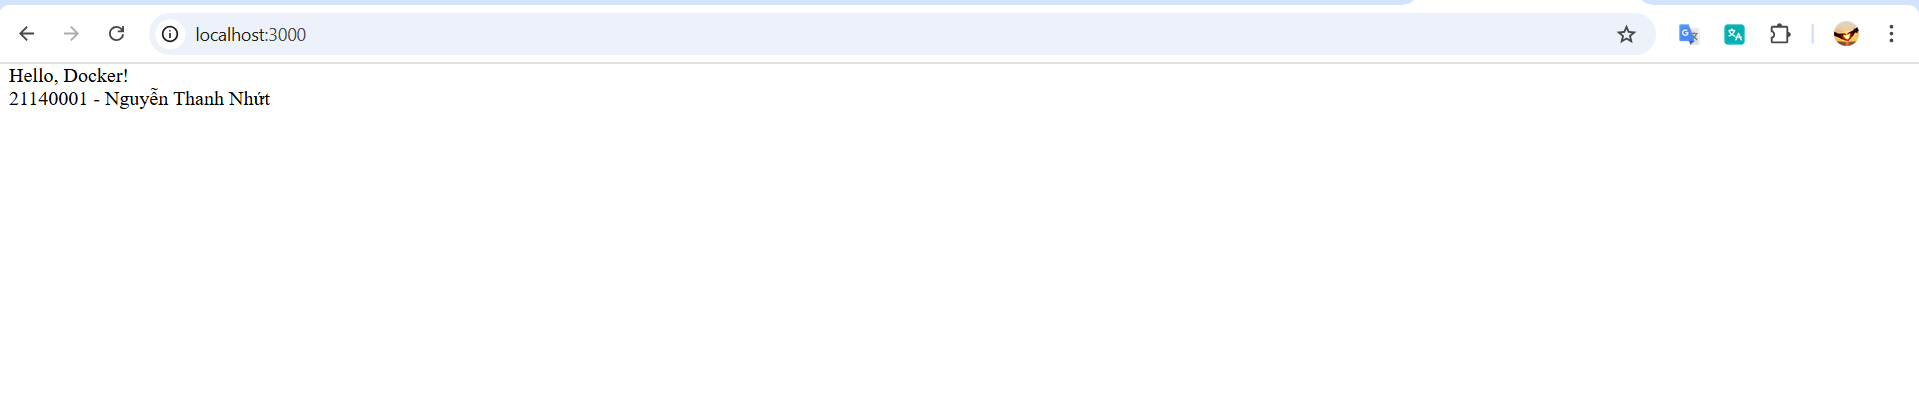 localhost:3000
Hello, Docker!
21140001 - Nguyễn Thanh Nhứt